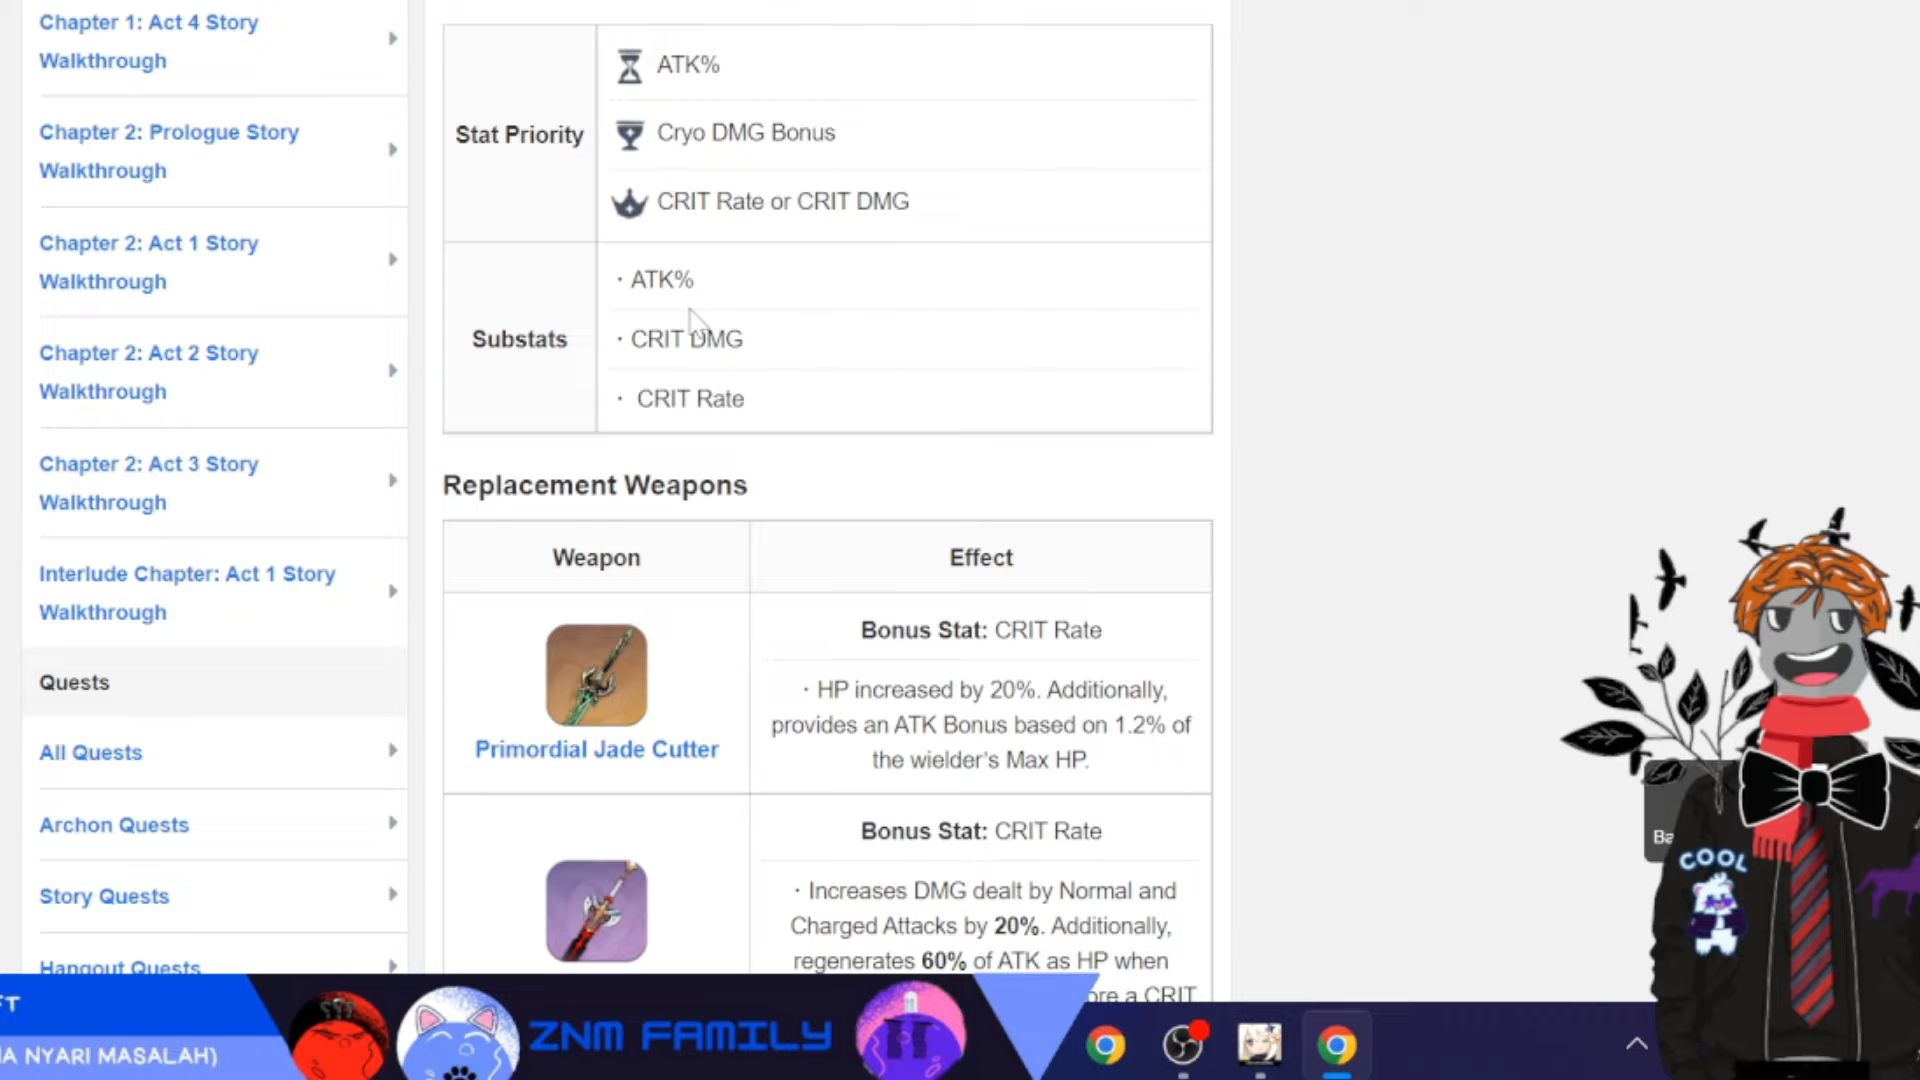 Chapter 1: Act 4 Story
Walkthrough
Chapter 2: Prologue Story
Walkthrough
Chapter 2: Act 1 Story
Walkthrough
Chapter 2: Act 2 Story
Walkthrough
Chapter 2: Act 3 Story
Walkthrough
Interlude Chapter: Act 1 Story
Walkthrough
Quests
All Quests
Archon Quests
Story Quests
Hangout Quests
Stat Priority
ATK%
Cryo DMG Bonus
CRIT Rate or CRIT DMG
Substats
· ATK%
· CRIT DMG
· CRIT Rate
Replacement Weapons
Weapon
Effect
Primordial Jade Cutter
Bonus Stat: CRIT Rate
· HP increased by 20%. Additionally,
provides an ATK Bonus based on 1.2% of
the wielder's Max HP.
Bonus Stat: CRIT Rate
· Increases DMG dealt by Normal and
Charged Attacks by 20%. Additionally,
regenerates 60% of ATK as HP when
ore a CRIT
Ba
COOL
FT
IA NYARI MASALAH)
ZNM FAMILY